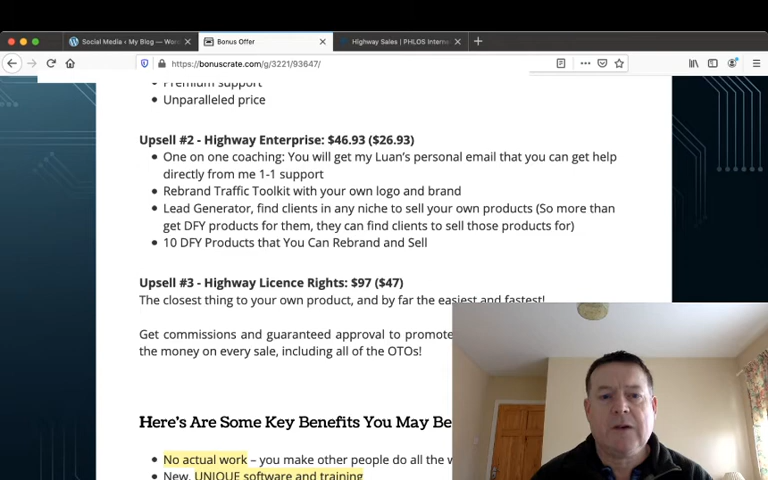 Social Media ‹ My Blog — Wor
Bonus Offer
Highway Sales | PHLOS Intern
https://bonuscrate.com/g/3221/93647/
Premium support
Unparalleled price
Upsell #2 - Highway Enterprise: $46.93 ($26.93)
One on one coaching: You will get my Luan's personal email that you can get help
directly from me 1-1 support
Rebrand Traffic Toolkit with your own logo and brand
Lead Generator, find clients in any niche to sell your own products (So more than
get DFY products for them, they can find clients to sell those products for)
10 DFY Products that You Can Rebrand and Sell
Upsell #3 - Highway Licence Rights: $97 ($47)
The closest thing to your own product, and by far the easiest and fastest!
Get commissions and guaranteed approval to promote
the money on every sale, including all of the OTOs!
Here's Are Some Key Benefits You May Be
No actual work – you make other people do all the w
New, UNIQUE software and training